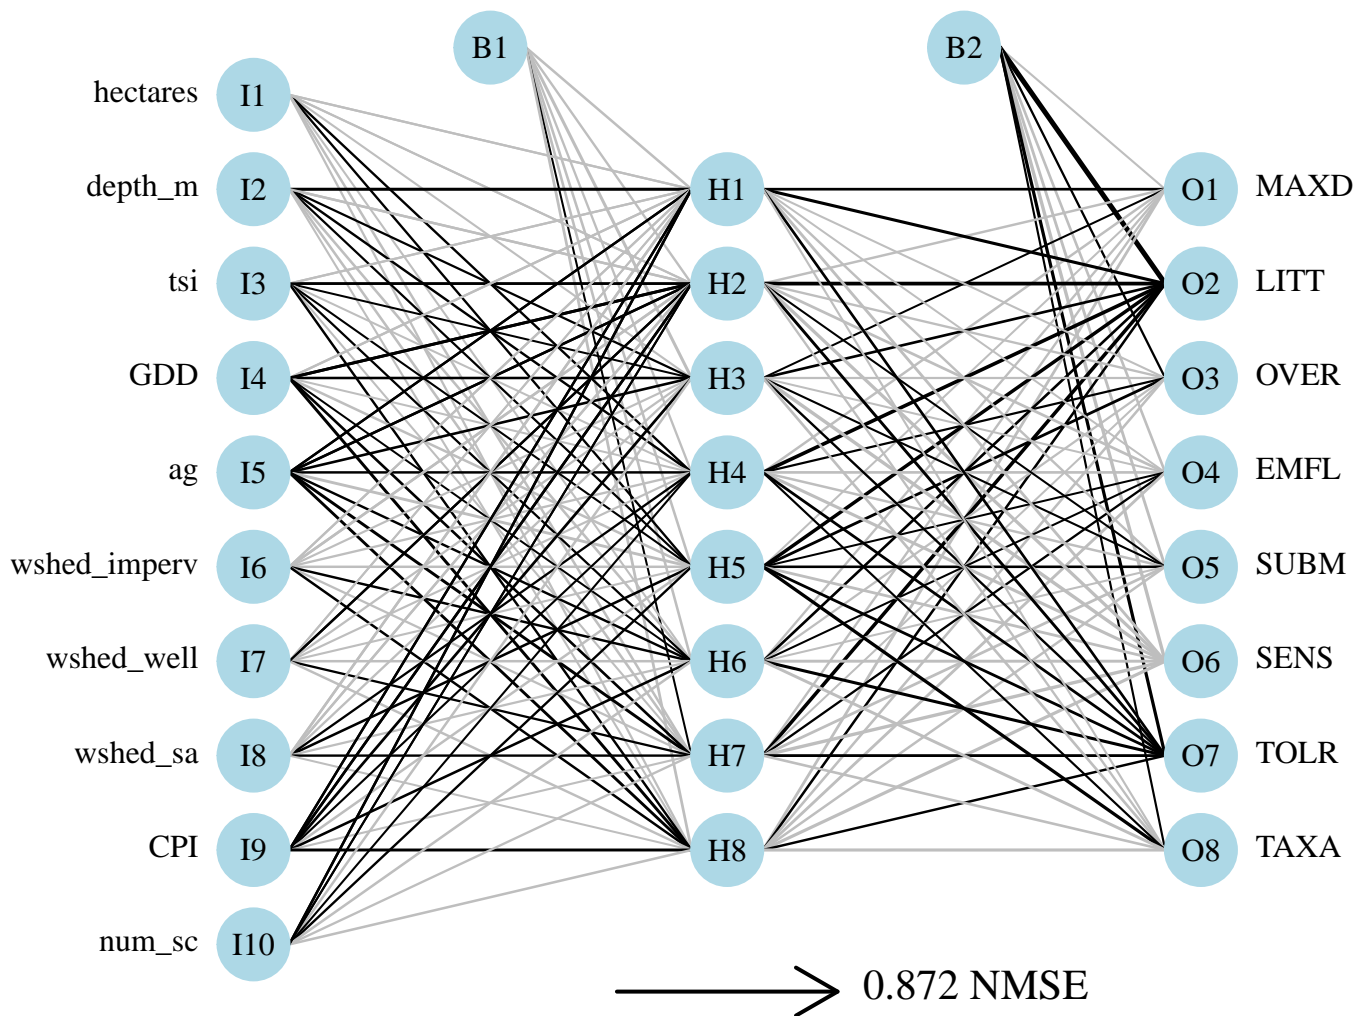 B1
B2
hectares I1
depth_m I2 H1 O1 MAXD
tsi I3 H2 O2 LITT
GDD I4 H3 O3 OVER
ag I5 H4 O4 EMFL
wshed_imperv I6 H5 O5 SUBM
wshed_well I7 H6 O6 SENS
wshed_sa I8 H7 O7 TOLR
CPI I9 H8 O8 TAXA
num_sc I10
0.872 NMSE